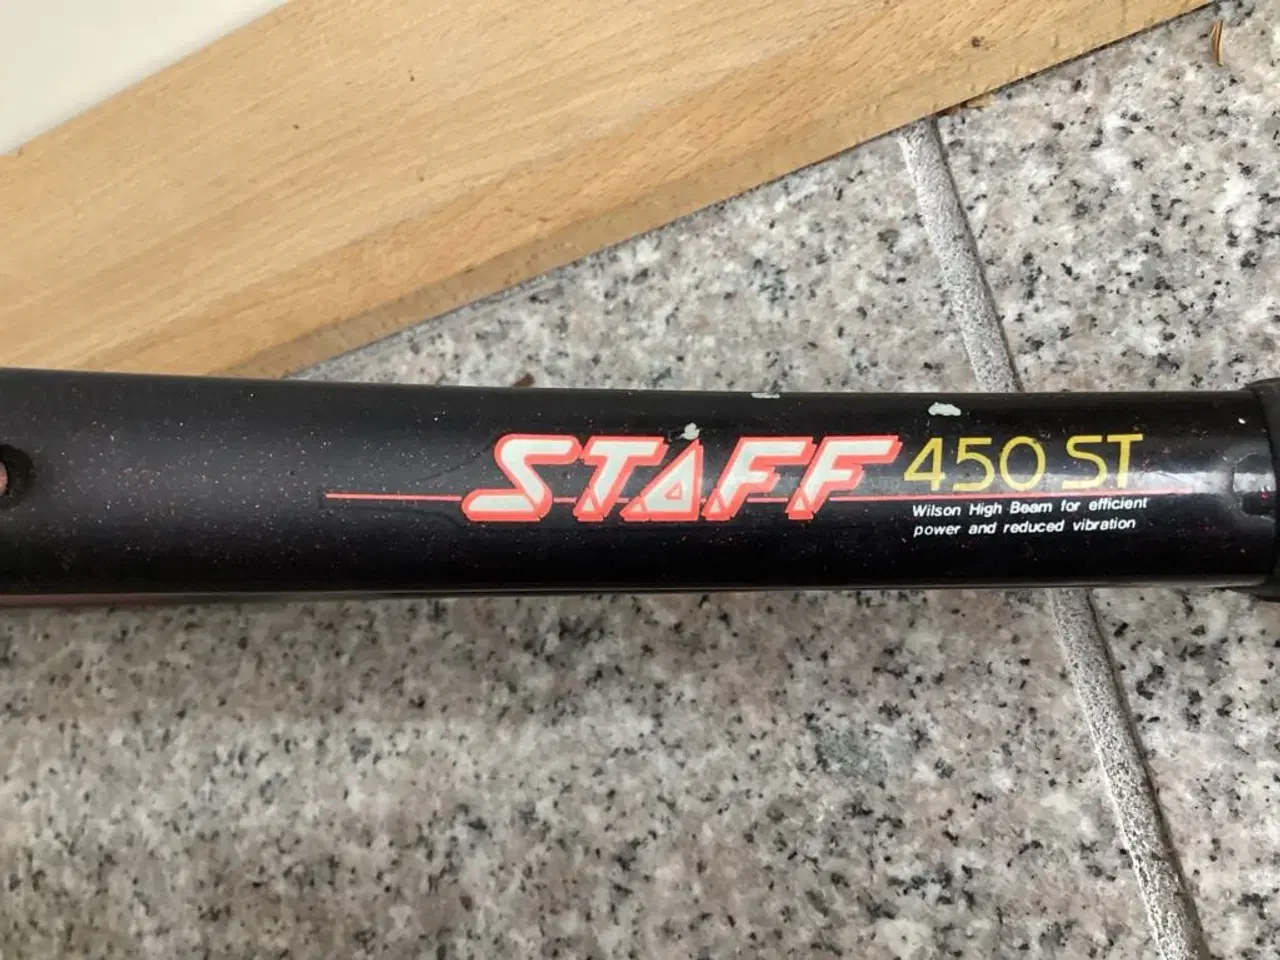 STAFF 450 ST
Wilson High Beam for efficient
power and reduced vibration